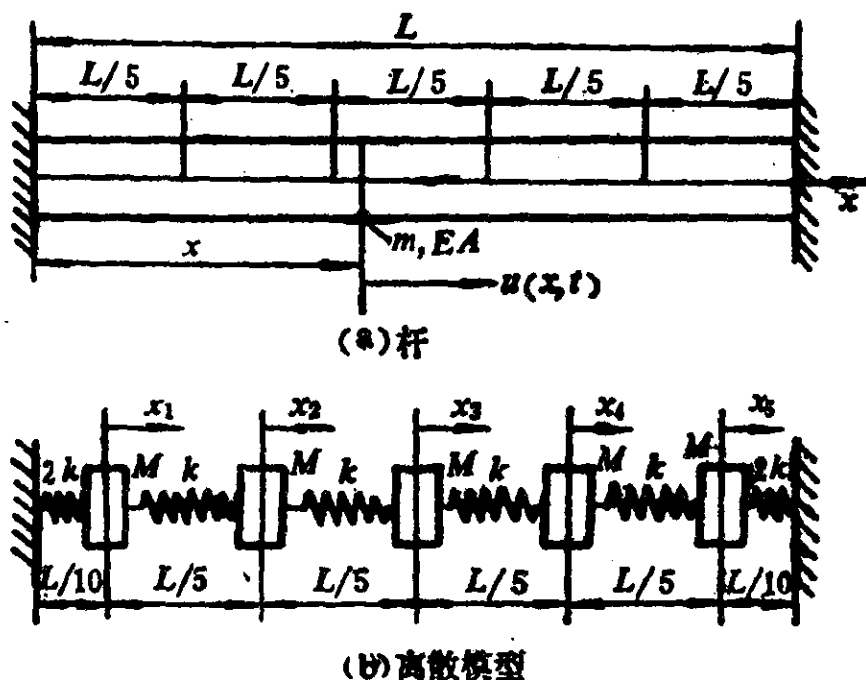 L
L/5 L/5 L/5 L/5 L/5
x
m, EA
x
u(x,t)
(a)杆
x₁ x₂ x₃ x₄ x₅
2k M k M k M k M k M 2k
L/10 L/5 L/5 L/5 L/5 L/10
(b)离散模型